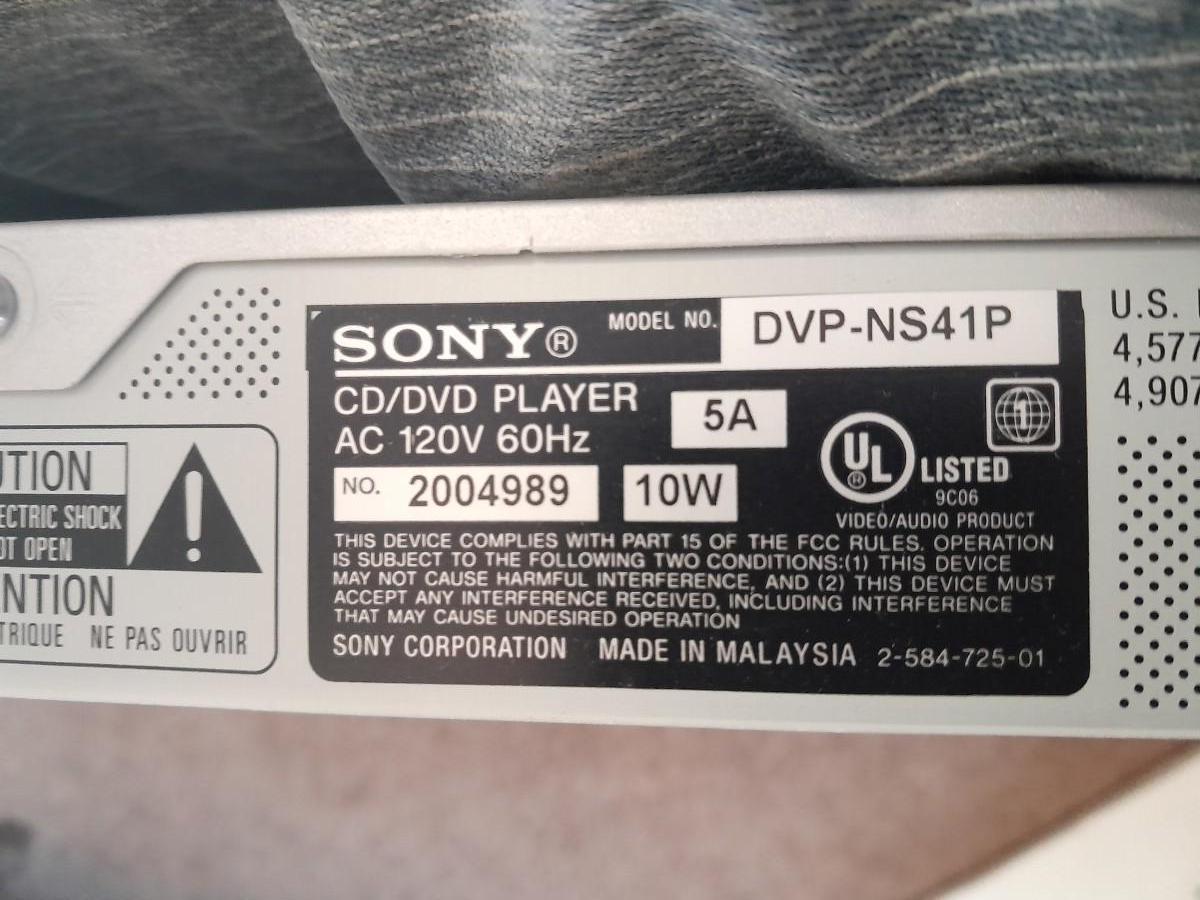 SONY® MODEL NO. DVP-NS41P
CD/DVD PLAYER 5A
AC 120V 60Hz
1
NO. 2004989 10W
UL® LISTED
9C06
VIDEO/AUDIO PRODUCT
THIS DEVICE COMPLIES WITH PART 15 OF THE FCC RULES. OPERATION
IS SUBJECT TO THE FOLLOWING TWO CONDITIONS:(1) THIS DEVICE
MAY NOT CAUSE HARMFUL INTERFERENCE, AND (2) THIS DEVICE MUST
ACCEPT ANY INTERFERENCE RECEIVED, INCLUDING INTERFERENCE
THAT MAY CAUSE UNDESIRED OPERATION
SONY CORPORATION MADE IN MALAYSIA 2-584-725-01
UTION
ECTRIC SHOCK
OT OPEN
!
NTION
TRIQUE NE PAS OUVRIR
U.S.
4,577
4,907